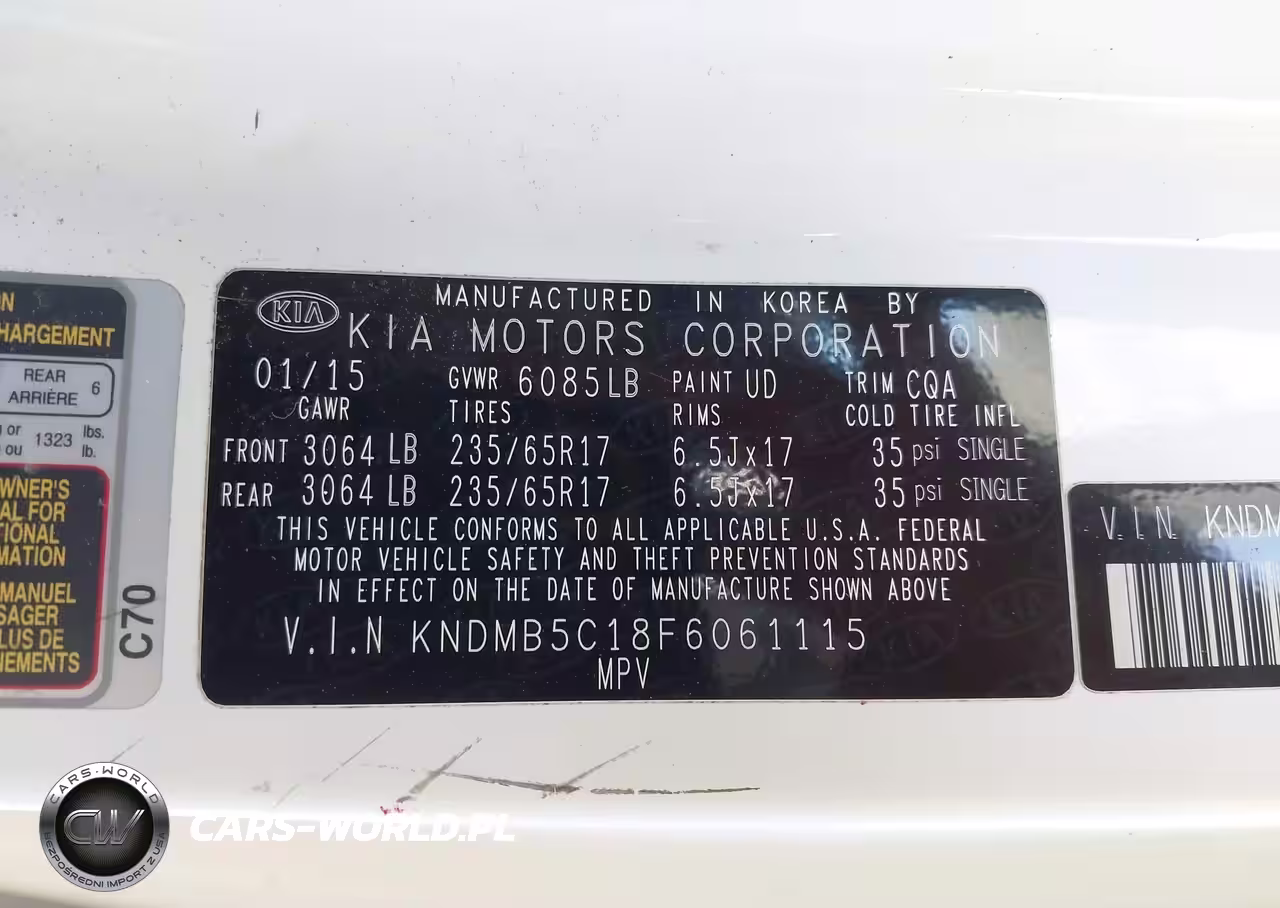 KIA
MANUFACTURED IN KOREA BY
KIA MOTORS CORPORATION
01/15 GVWR 6085LB PAINT UD TRIM CQA
GAWR TIRES RIMS COLD TIRE INFL
FRONT 3064 LB 235/65R17 6.5Jx17 35 psi SINGLE
REAR 3064 LB 235/65R17 6.5Jx17 35 psi SINGLE
THIS VEHICLE CONFORMS TO ALL APPLICABLE U.S.A. FEDERAL
MOTOR VEHICLE SAFETY AND THEFT PREVENTION STANDARDS
IN EFFECT ON THE DATE OF MANUFACTURE SHOWN ABOVE
V.I.N KNDMB5C18F6061115
MPV
HARGEMENT
REAR 6
ARRIÈRE
or 1323 lbs.
ou lb.
WNER'S
AL FOR
TIONAL
MATION
MANUEL
SAGER
LUS DE
NEMENTS
C70
V.I.N. KNDM
CARS-WORLD
CW
BEZPOŚREDNI IMPORT Z USA
CARS-WORLD.PL